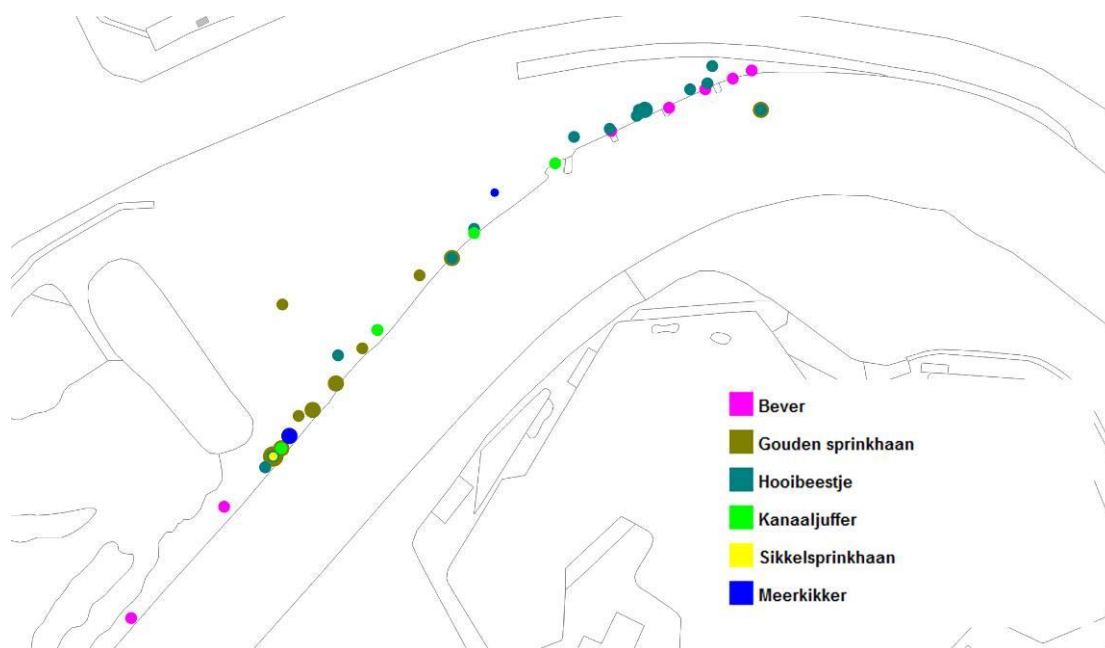 Bever
Gouden sprinkhaan
Hooibeestje
Kanaaljuffer
Sikkelsprinkhaan
Meerkikker